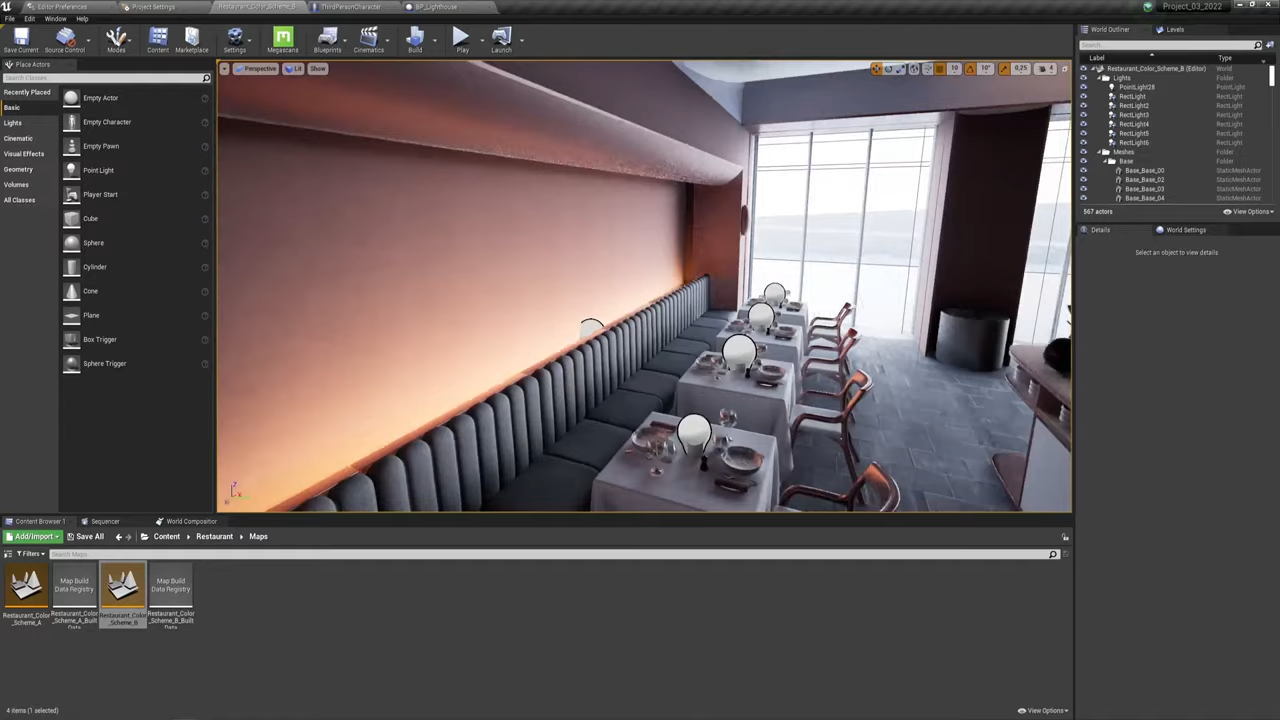 Editor Preferences
Project Settings
Restaurant_Color_Scheme_B
ThirdPersonCharacter
BP_Lighthouse
Project_03_2022
File
Edit
Window
Help
Save Current
Source Control
Modes
Content
Marketplace
Settings
Megascans
Blueprints
Cinematics
Build
Play
Launch
Place Actors
Search Classes
Recently Placed
Basic
Lights
Cinematic
Visual Effects
Geometry
Volumes
All Classes
Empty Actor
Empty Character
Empty Pawn
Point Light
Player Start
Cube
Sphere
Cylinder
Cone
Plane
Box Trigger
Sphere Trigger
Perspective
Lit
Show
10
10°
0,25
4
World Outliner
Levels
Search...
Label
Type
Restaurant_Color_Scheme_B (Editor)
World
Lights
Folder
PointLight28
PointLight
RectLight
RectLight
RectLight2
RectLight
RectLight3
RectLight
RectLight4
RectLight
RectLight5
RectLight
RectLight6
RectLight
Meshes
Folder
Base
Folder
Base_Base_00
StaticMeshActor
Base_Base_02
StaticMeshActor
Base_Base_03
StaticMeshActor
Base_Base_04
StaticMeshActor
567 actors
View Options
Details
World Settings
Select an object to view details
Content Browser 1
Sequencer
World Compositior
Add/Import
Save All
Content
Restaurant
Maps
Filters
Search Maps
Map Build
Data Registry
Map Build
Data Registry
Restaurant_Color
_Scheme_A
Restaurant_Color
_Scheme_A_Built
Data
Restaurant_Color
_Scheme_B
Restaurant_Color
_Scheme_B_Built
Data
4 items (1 selected)
View Options